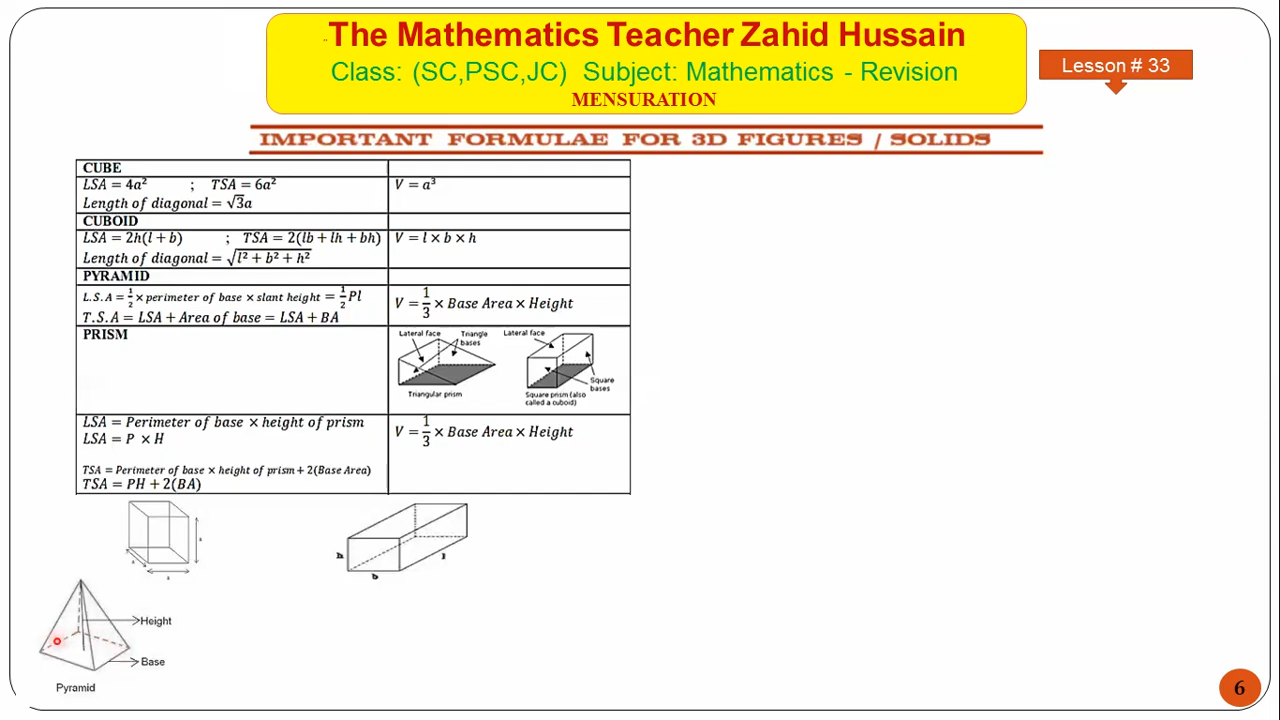 The Mathematics Teacher Zahid Hussain
Class: (SC,PSC,JC) Subject: Mathematics - Revision
MENSURATION
Lesson # 33
IMPORTANT FORMULAE FOR 3D FIGURES / SOLIDS
CUBE
LSA = 4a² ; TSA = 6a²
Length of diagonal = √3a
V = a³
CUBOID
LSA = 2h(l + b) ; TSA = 2(lb + lh + bh)
Length of diagonal = √(l² + b² + h²)
V = l × b × h
PYRAMID
L.S.A = 1/2 × perimeter of base × slant height = 1/2 Pl
T.S.A = LSA + Area of base = LSA + BA
V = 1/3 × Base Area × Height
PRISM
Lateral face
Triangle bases
Triangular prism
Lateral face
Square bases
Square prism (also called a cuboid)
LSA = Perimeter of base × height of prism
LSA = P × H
TSA = Perimeter of base × height of prism + 2(Base Area)
TSA = PH + 2(BA)
V = 1/3 × Base Area × Height
h
b
l
Height
Base
Pyramid
6